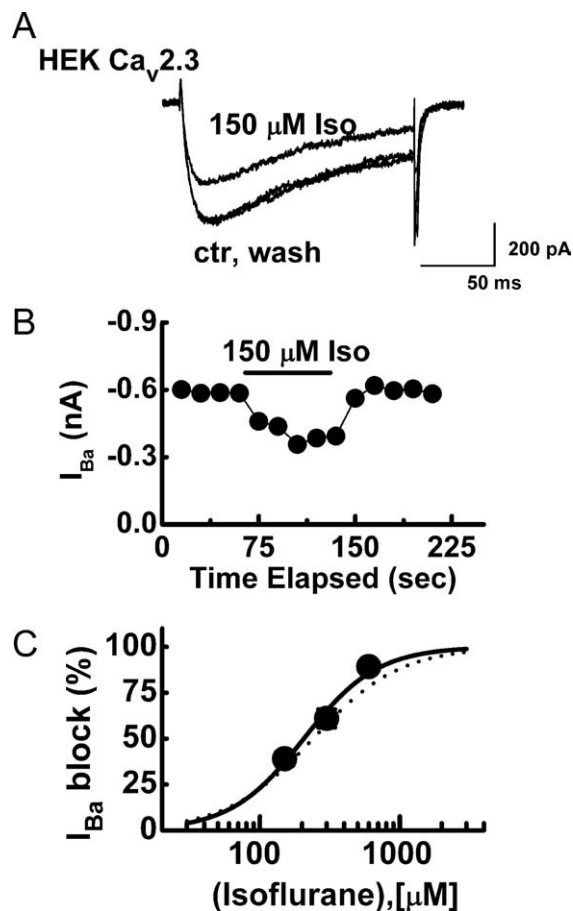 A
HEK Cav2.3
150 μM Iso
ctr, wash
200 pA
50 ms
B
150 μM Iso
-0.9
-0.6
-0.3
0.0
I_Ba (nA)
0 75 150 225
Time Elapsed (sec)
C
100
75
50
25
0
I_Ba block (%)
100 1000
(Isoflurane),[μM]